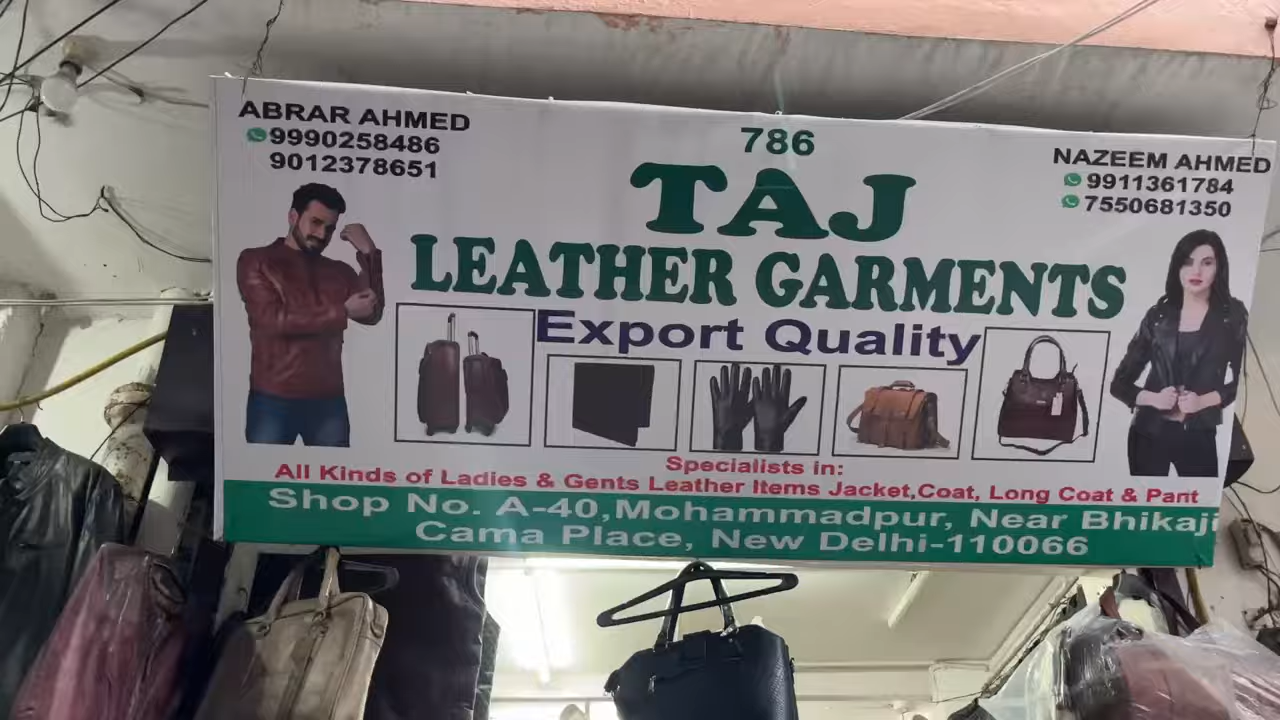 ABRAR AHMED
9990258486
9012378651
786
NAZEEM AHMED
9911361784
7550681350
TAJ
LEATHER GARMENTS
Export Quality
Specialists in:
All Kinds of Ladies & Gents Leather Items Jacket,Coat, Long Coat & Pant
Shop No. A-40,Mohammadpur, Near Bhikaji
Cama Place, New Delhi-110066